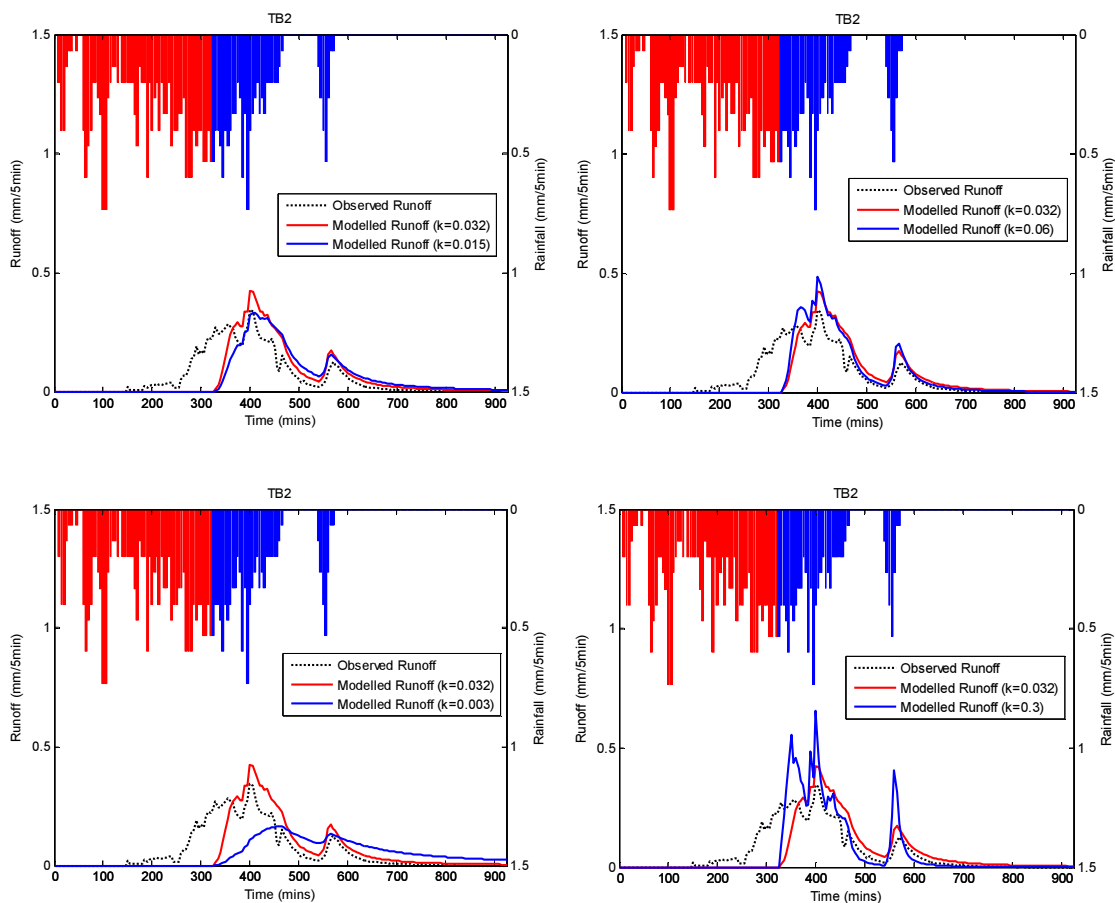 TB2
1.5
1
0.5
0
0
0.5
1
1.5
Runoff (mm/5min)
Rainfall (mm/5min)
Observed Runoff
Modelled Runoff (k=0.032)
Modelled Runoff (k=0.015)
0 100 200 300 400 500 600 700 800 900
Time (mins)
TB2
1.5
1
0.5
0
0
0.5
1
1.5
Runoff (mm/5min)
Rainfall (mm/5min)
Observed Runoff
Modelled Runoff (k=0.032)
Modelled Runoff (k=0.06)
0 100 200 300 400 500 600 700 800 900
Time (mins)
TB2
1.5
1
0.5
0
0
0.5
1
1.5
Runoff (mm/5min)
Rainfall (mm/5min)
Observed Runoff
Modelled Runoff (k=0.032)
Modelled Runoff (k=0.003)
0 100 200 300 400 500 600 700 800 900
Time (mins)
TB2
1.5
1
0.5
0
0
0.5
1
1.5
Runoff (mm/5min)
Rainfall (mm/5min)
Observed Runoff
Modelled Runoff (k=0.032)
Modelled Runoff (k=0.3)
0 100 200 300 400 500 600 700 800 900
Time (mins)